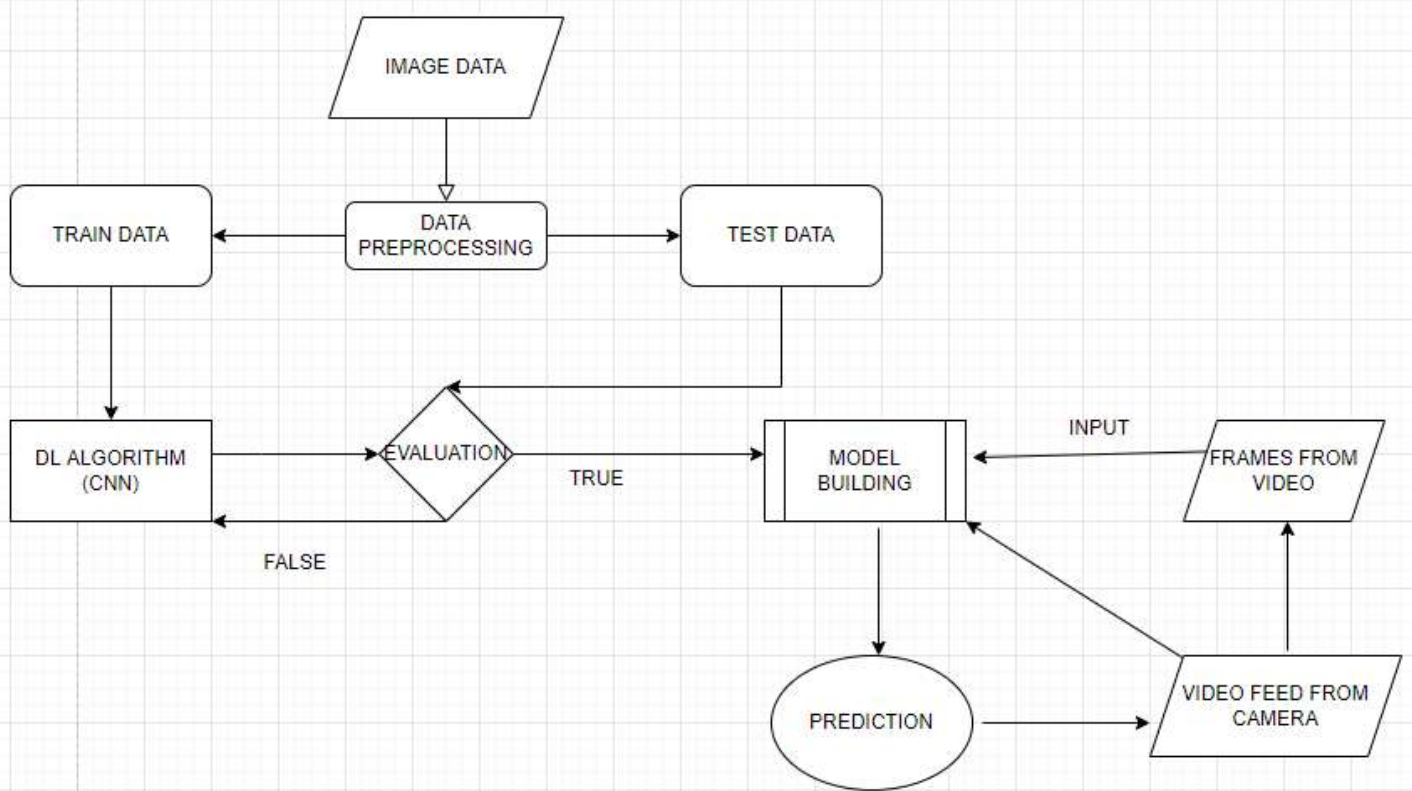 IMAGE DATA
TRAIN DATA
DATA
PREPROCESSING
TEST DATA
DL ALGORITHM
(CNN)
EVALUATION
TRUE
FALSE
MODEL
BUILDING
INPUT
FRAMES FROM
VIDEO
PREDICTION
VIDEO FEED FROM
CAMERA